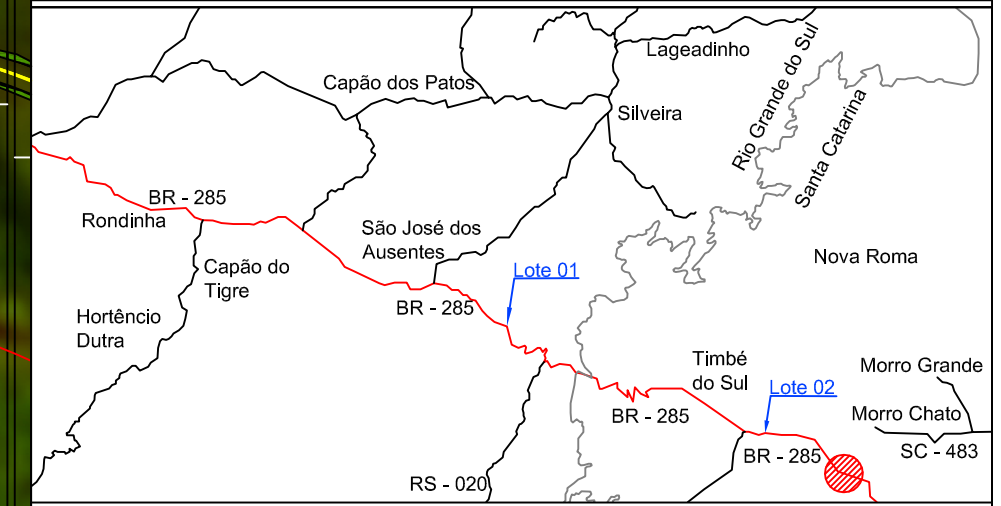 Lageadinho
Capão dos Patos
Silveira
Rio Grande do Sul
Santa Catarina
BR - 285
Rondinha
São José dos
Ausentes
Nova Roma
Capão do
Tigre
Lote 01
BR - 285
Hortêncio
Dutra
Timbé
do Sul
Morro Grande
Lote 02
BR - 285
Morro Chato
SC - 483
BR - 285
RS - 020